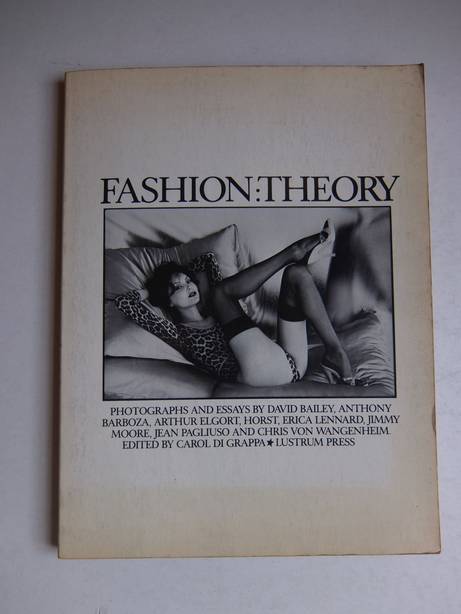 FASHION:THEORY
PHOTOGRAPHS AND ESSAYS BY DAVID BAILEY, ANTHONY
BARBOZA, ARTHUR ELGORT, HORST, ERICA LENNARD, JIMMY
MOORE, JEAN PAGLIUSO AND CHRIS VON WANGENHEIM.
EDITED BY CAROL DI GRAPPA★LUSTRUM PRESS